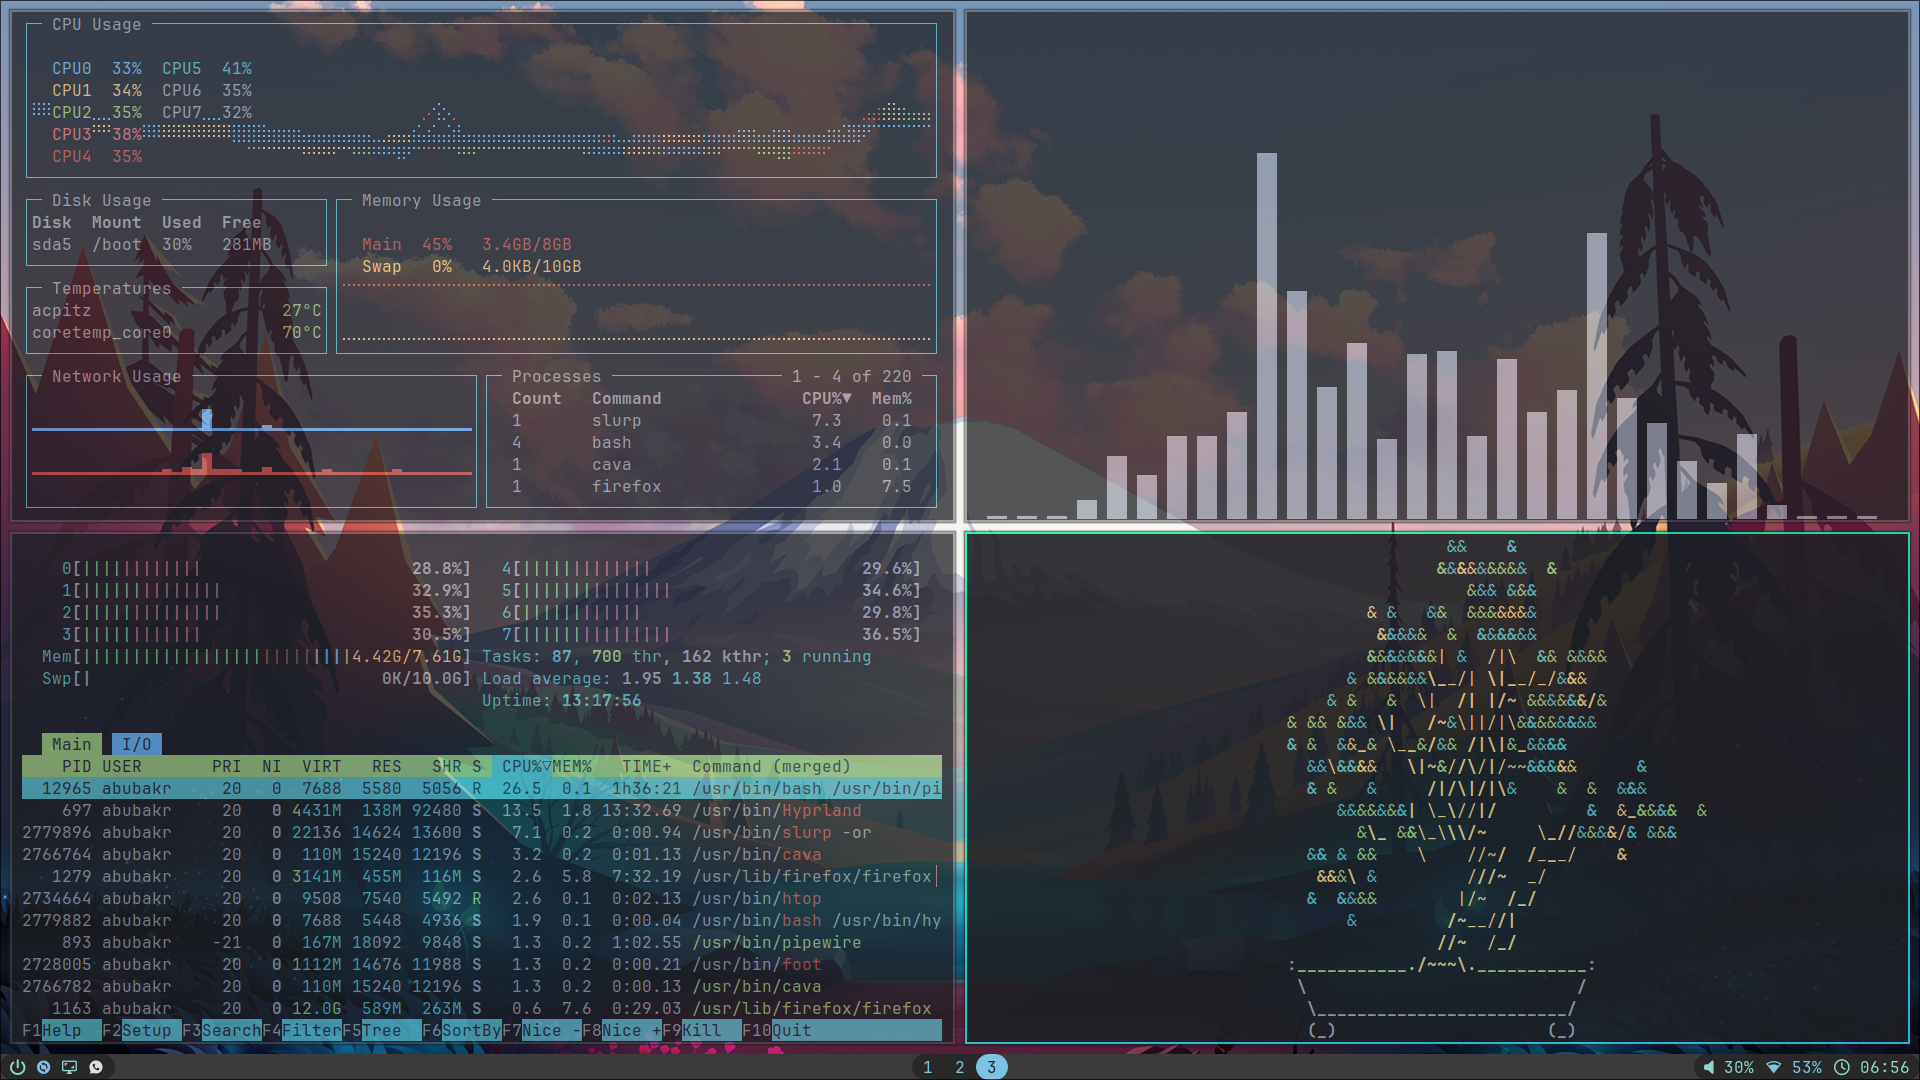 CPU Usage
CPU0 33% CPU5 41%
CPU1 34% CPU6 35%
CPU2 35% CPU7 32%
CPU3 38%
CPU4 35%
Disk Usage
Disk Mount Used Free
sda5 /boot 30% 281MB
Memory Usage
Main 45% 3.4GB/8GB
Swap 0% 4.0KB/10GB
Temperatures
acpitz 27°C
coretemp_core0 70°C
Network Usage
Processes 1 - 4 of 220
Count Command CPU%▼ Mem%
1 slurp 7.3 0.1
4 bash 3.4 0.0
1 cava 2.1 0.1
1 firefox 1.0 7.5
0[|||||||||||| 28.8%] 4[||||||||||||| 29.6%]
1[|||||||||||||| 32.9%] 5[||||||||||||||| 34.6%]
2[|||||||||||||| 35.3%] 6[|||||||||||| 29.8%]
3[|||||||||||| 30.5%] 7[||||||||||||||| 36.5%]
Mem[|||||||||||||||||||||||||||4.42G/7.61G] Tasks: 87, 700 thr, 162 kthr; 3 running
Swp[| 0K/10.0G] Load average: 1.95 1.38 1.48
Uptime: 13:17:56
Main I/O
PID USER PRI NI VIRT RES SHR S CPU%▽MEM% TIME+ Command (merged)
12965 abubakr 20 0 7688 5580 5056 R 26.5 0.1 1h36:21 /usr/bin/bash /usr/bin/pi
697 abubakr 20 0 4431M 138M 92480 S 13.5 1.8 13:32.69 /usr/bin/Hyprland
2779896 abubakr 20 0 22136 14624 13600 S 7.1 0.2 0:00.94 /usr/bin/slurp -or
2766764 abubakr 20 0 110M 15240 12196 S 3.2 0.2 0:01.13 /usr/bin/cava
1279 abubakr 20 0 3141M 455M 116M S 2.6 5.8 7:32.19 /usr/lib/firefox/firefox
2734664 abubakr 20 0 9508 7540 5492 R 2.6 0.1 0:02.13 /usr/bin/htop
2779882 abubakr 20 0 7688 5448 4936 S 1.9 0.1 0:00.04 /usr/bin/bash /usr/bin/hy
893 abubakr -21 0 167M 18092 9848 S 1.3 0.2 1:02.55 /usr/bin/pipewire
2728005 abubakr 20 0 1112M 14676 11988 S 1.3 0.2 0:00.21 /usr/bin/foot
2766782 abubakr 20 0 110M 15240 12196 S 1.3 0.2 0:00.13 /usr/bin/cava
1163 abubakr 20 0 12.0G 589M 263M S 0.6 7.6 0:29.03 /usr/lib/firefox/firefox
F1Help F2Setup F3SearchF4FilterF5Tree F6SortByF7Nice -F8Nice +F9Kill F10Quit
1 2 3
30% 53% 06:56